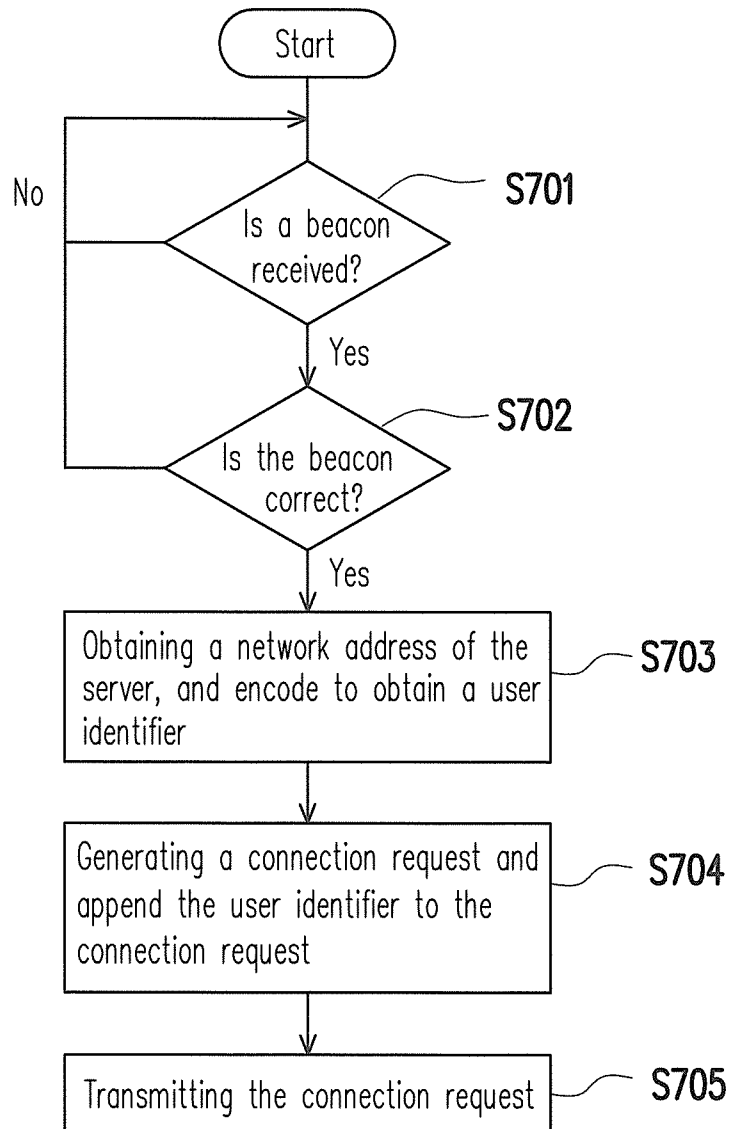 Start
No
S701
Is a beacon
received?
Yes
S702
Is the beacon
correct?
Yes
Obtaining a network address of the
server, and encode to obtain a user
identifier
S703
Generating a connection request and
append the user identifier to the
connection request
S704
Transmitting the connection request
S705